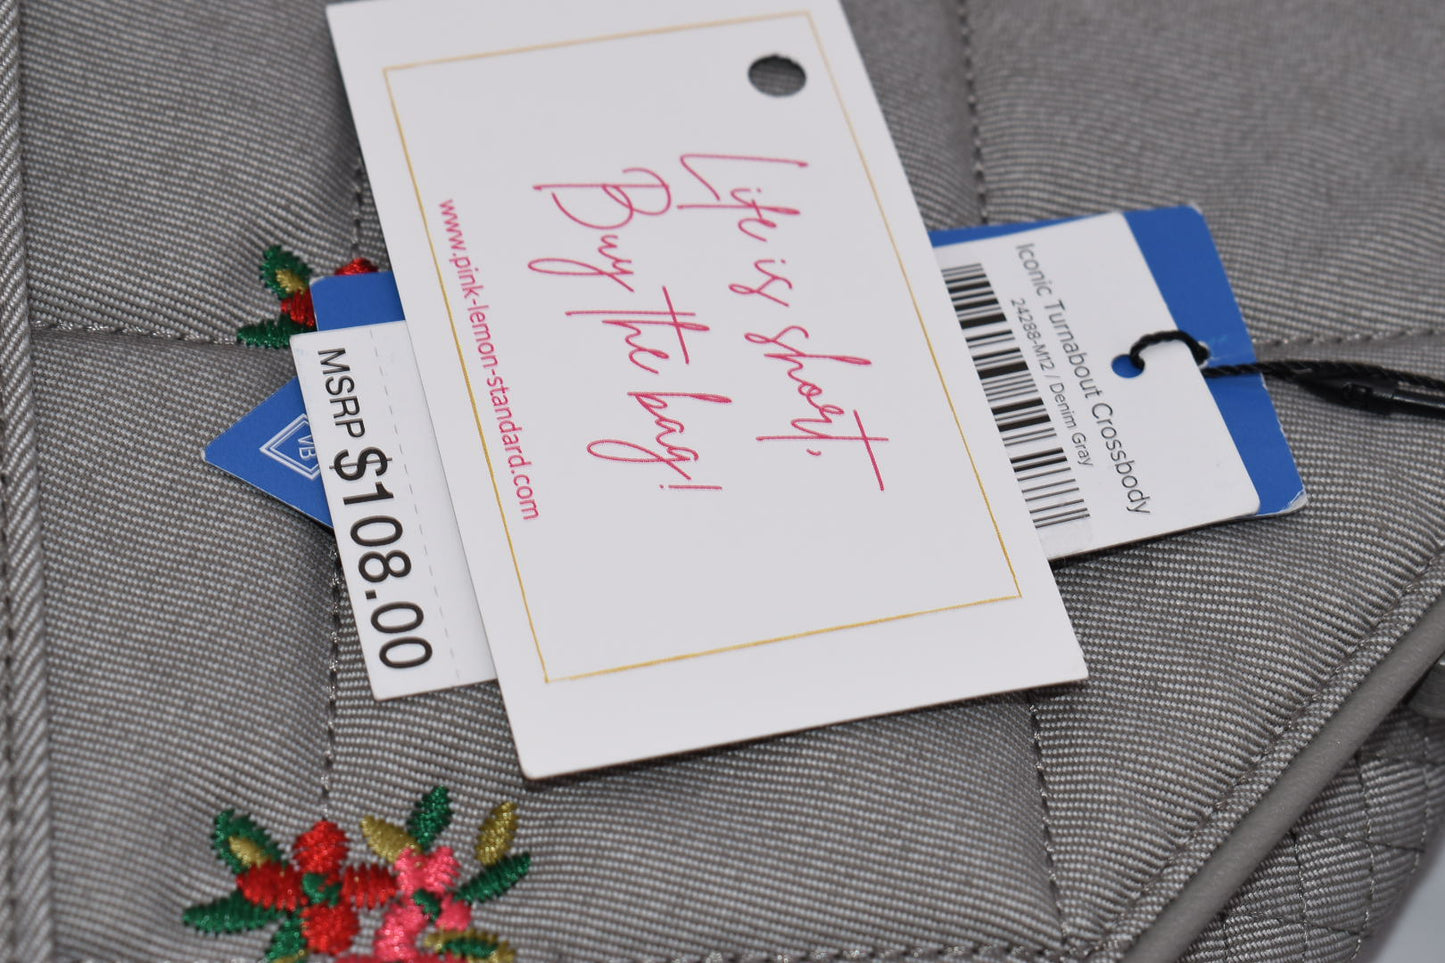 Life is short,
Buy the bag!
www.pink-lemon-standard.com
MSRP $108.00
VB
Iconic Turnabout Crossbody
24288-M12 / Denim Gray